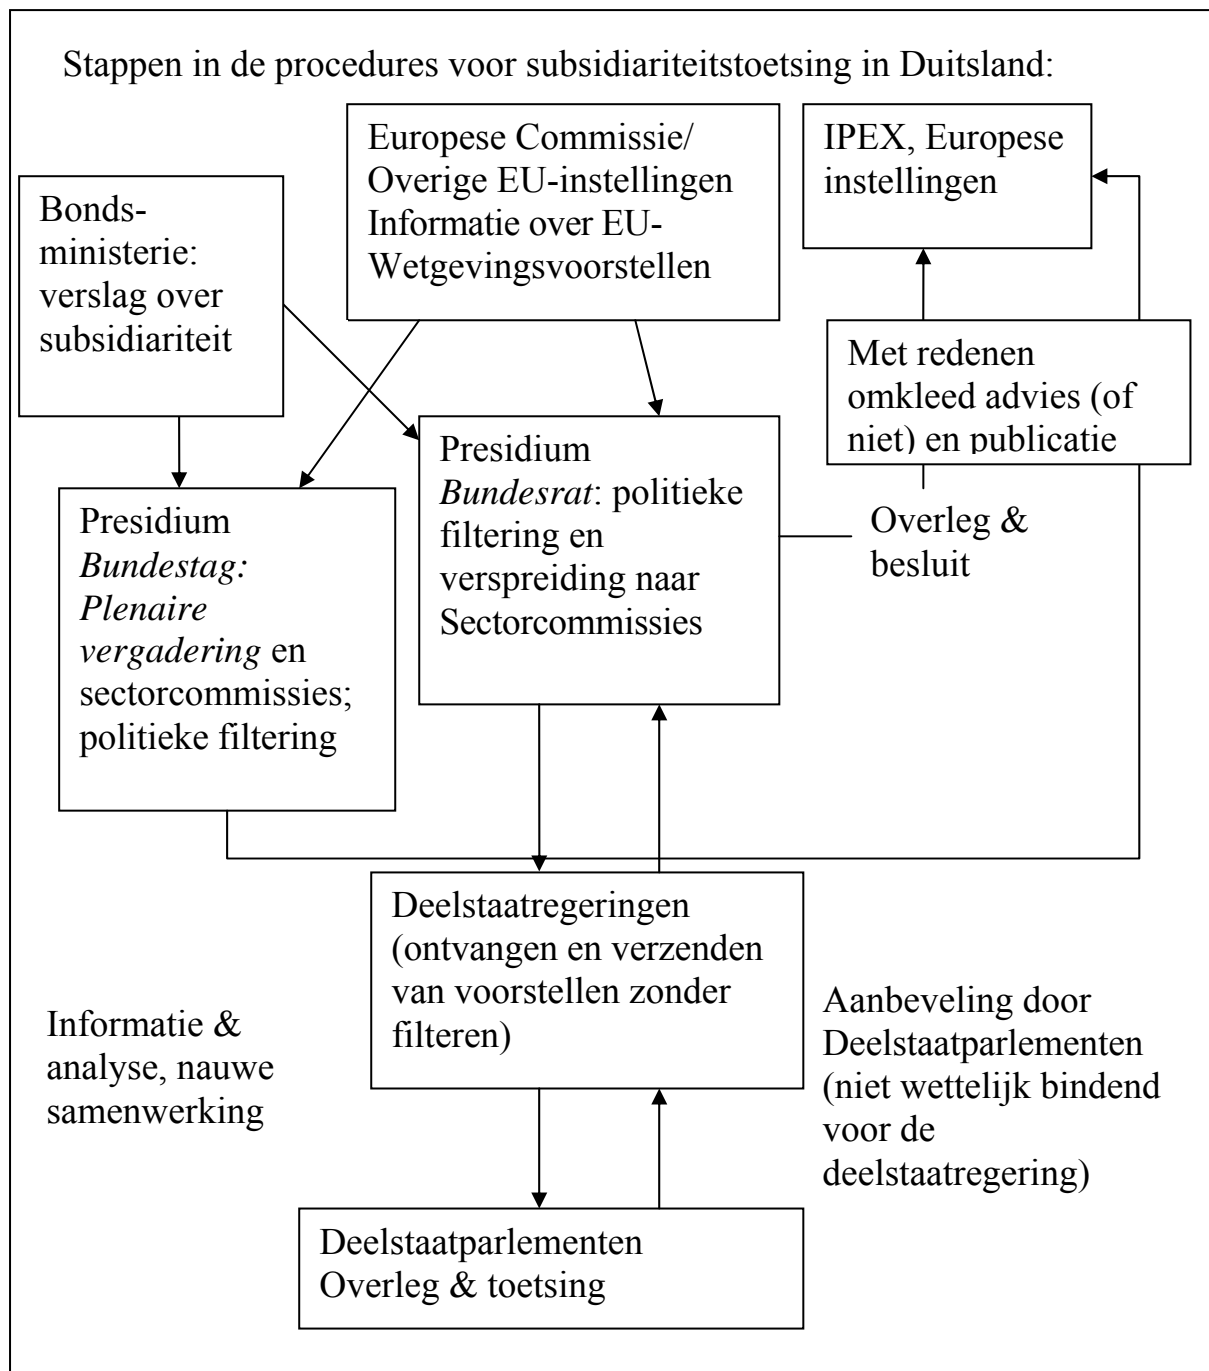 Stappen in de procedures voor subsidiariteitstoetsing in Duitsland:
Europese Commissie/
Overige EU-instellingen
Informatie over EU-
Wetgevingsvoorstellen
IPEX, Europese
instellingen
Bonds-
ministerie:
verslag over
subsidiariteit
Met redenen
omkleed advies (of
niet) en publicatie
Presidium
Bundestag:
Plenaire
vergadering en
sectorcommissies;
politieke filtering
Presidium
Bundesrat: politieke
filtering en
verspreiding naar
Sectorcommissies
Overleg &
besluit
Deelstaatregeringen
(ontvangen en verzenden
van voorstellen zonder
filteren)
Informatie &
analyse, nauwe
samenwerking
Aanbeveling door
Deelstaatparlementen
(niet wettelijk bindend
voor de
deelstaatregering)
Deelstaatparlementen
Overleg & toetsing